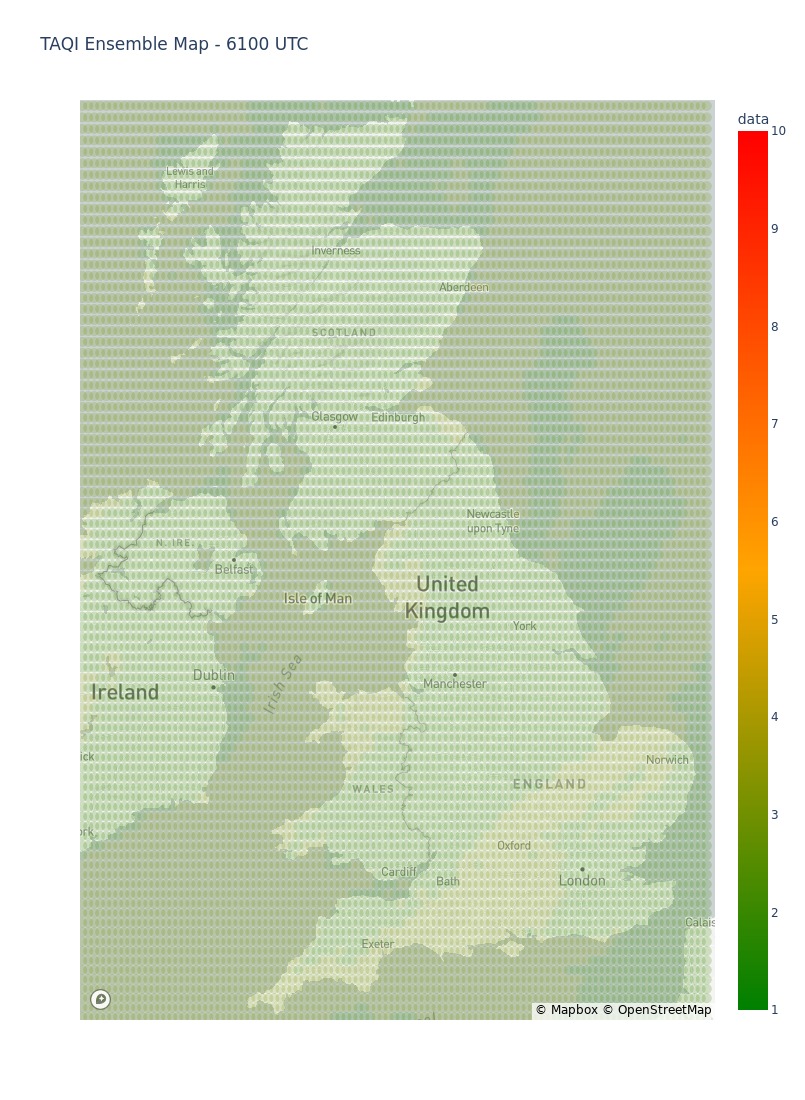 TAQI Ensemble Map - 6100 UTC
data
10
9
8
7
6
5
4
3
2
1
Lewis and
Harris
Inverness
Aberdeen
SCOTLAND
Glasgow
Edinburgh
Newcastle
upon Tyne
N. IRE.
Belfast
Isle of Man
United
Kingdom
York
Irish Sea
Dublin
Manchester
Ireland
ick
Norwich
WALES
ENGLAND
ork
Oxford
Cardiff
Bath
London
Calais
Exeter
© Mapbox © OpenStreetMap